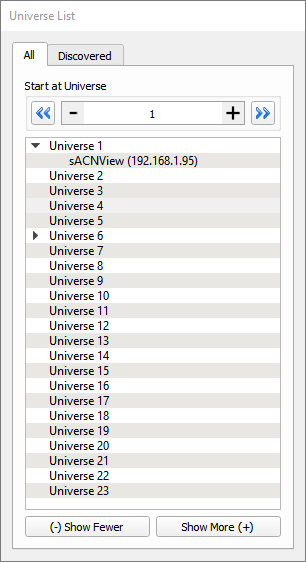 Universe List
All Discovered
Start at Universe
- 1 +
Universe 1
sACNView (192.168.1.95)
Universe 2
Universe 3
Universe 4
Universe 5
Universe 6
Universe 7
Universe 8
Universe 9
Universe 10
Universe 11
Universe 12
Universe 13
Universe 14
Universe 15
Universe 16
Universe 17
Universe 18
Universe 19
Universe 20
Universe 21
Universe 22
Universe 23
(-) Show Fewer Show More (+)